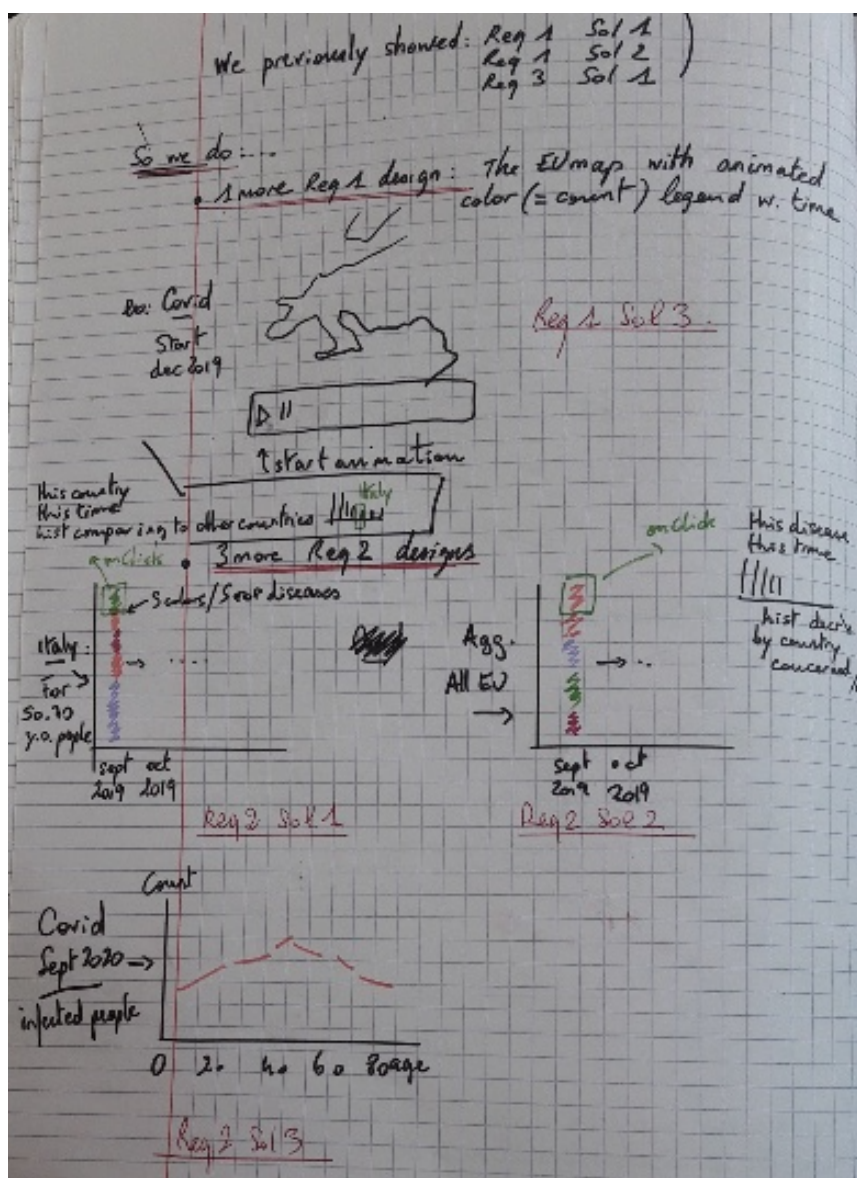 We previously showed: Req 1 Sol 1
Req 1 Sol 2
Req 3 Sol 1
So we do:...
• 1 more Req 1 design: The EU map with animated
color (= count) legend w. time
Covid
Start
dec 2019
Req 1 Sol 3.
↑ start animation
this country
this time
hist comparing to other countries
Italy
onClick
• 3 more Req 2 designs
5 colors/5 top diseases
Italy:
for
50.70
y.o. people
sept oct
2019 2019
Req 2 Sol 1
onClick
this disease
this time
hist
by country
concerned
Agg.
All EU
sept oct
2019 2019
Req 2 Sol 2
Count
Covid
Sept 2020
infected people
0 20 40 60 80 age
Req 2 Sol 3